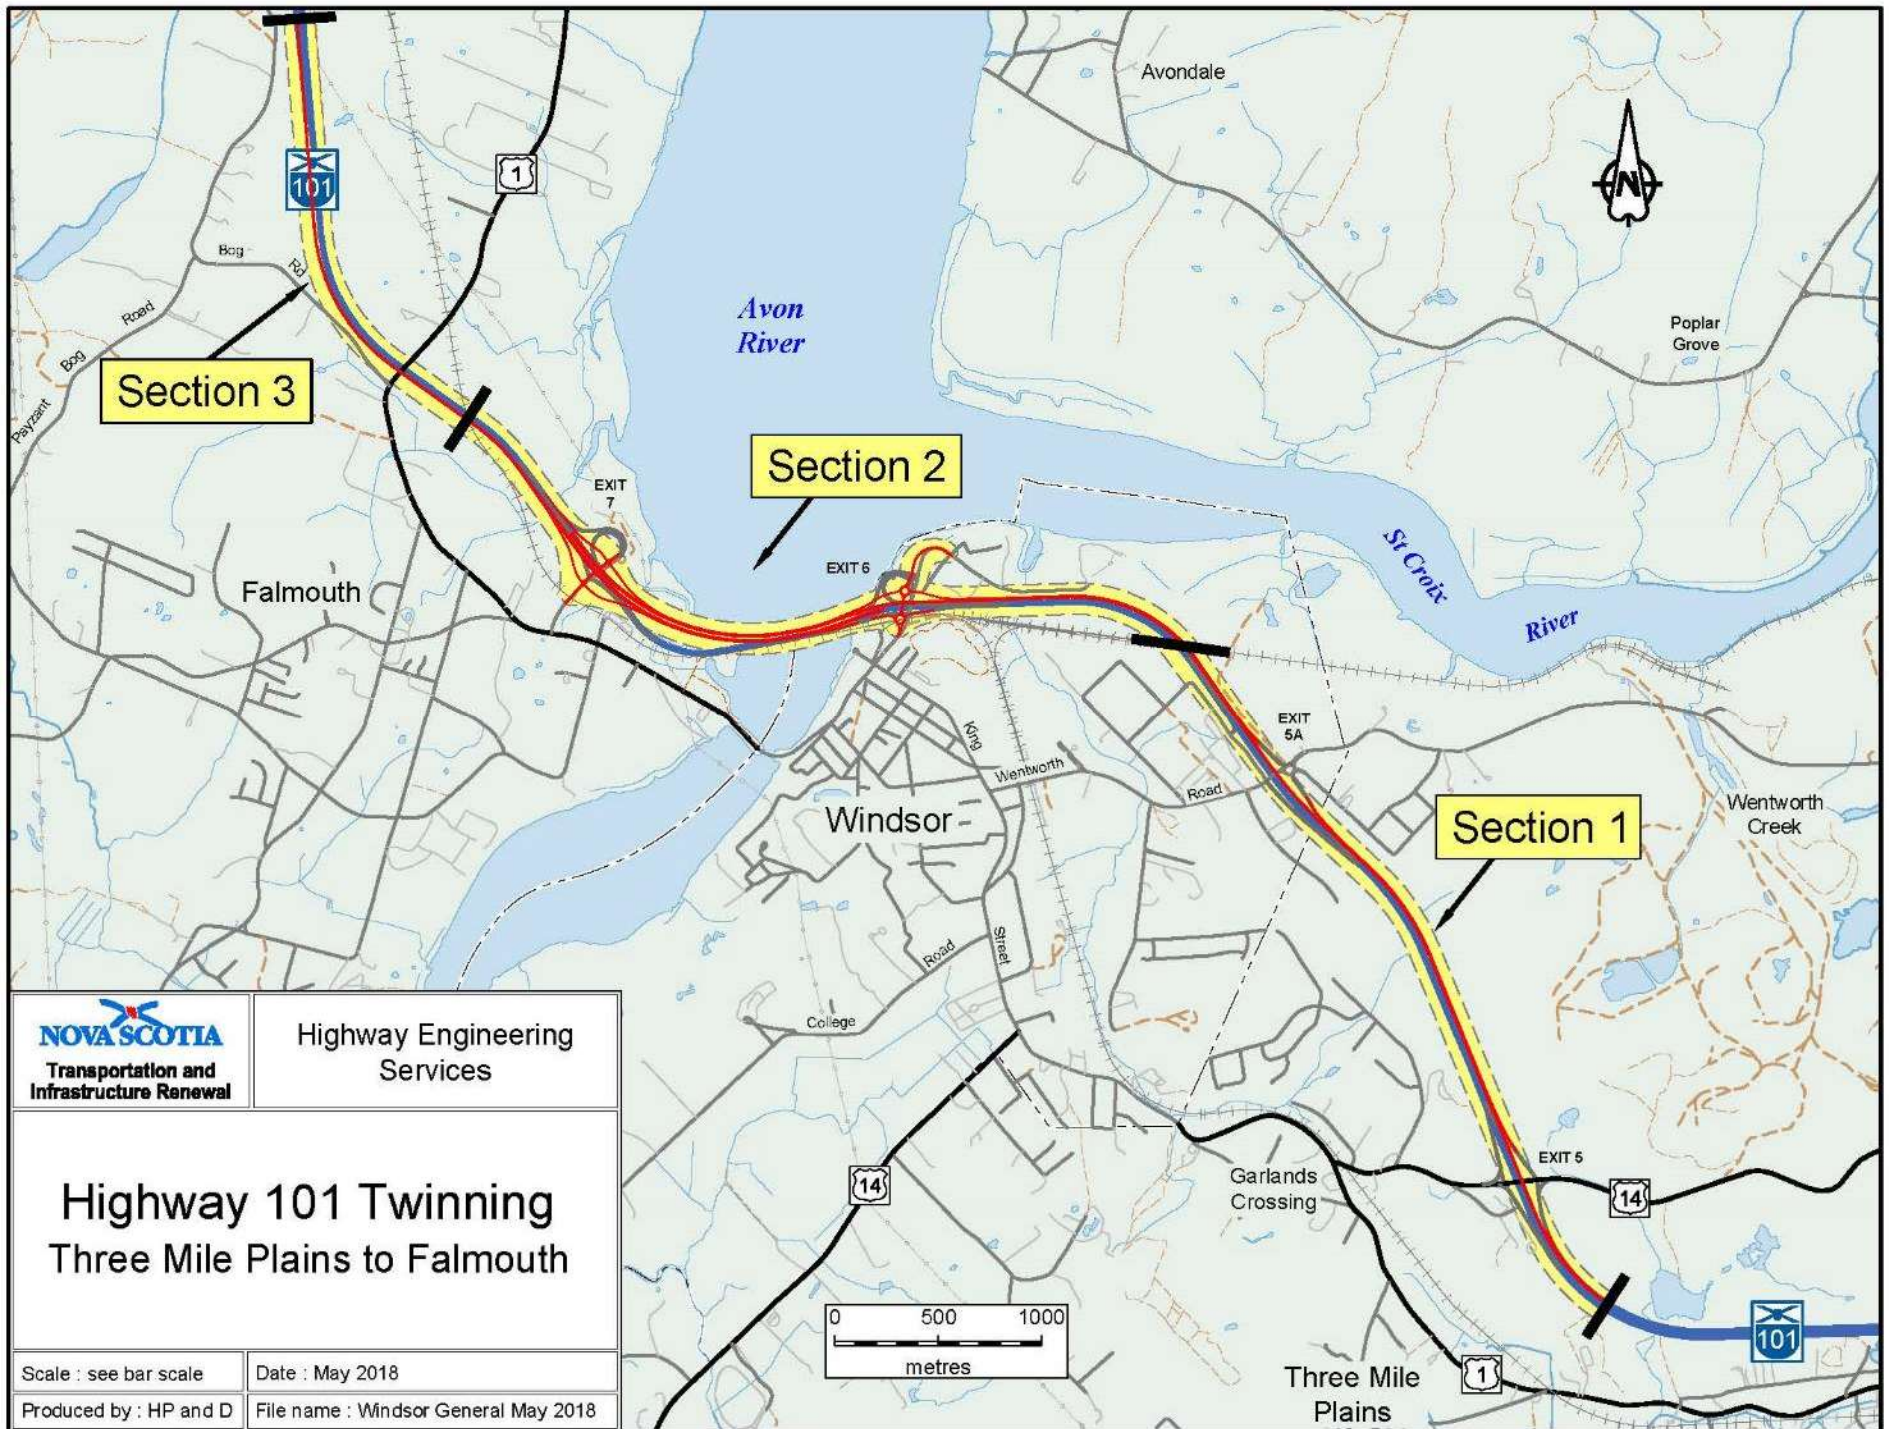 Avondale
N
101
1
Bog
Rd
Road
Bog
Payzant
Avon
River
Poplar
Grove
Section 3
Section 2
EXIT
7
EXIT 6
St Croix
River
Falmouth
King
EXIT
5A
Wentworth
Road
Windsor
Section 1
Wentworth
Creek
Road
Street
College
NOVA SCOTIA
Transportation and
Infrastructure Renewal
Highway Engineering
Services
14
Garlands
Crossing
EXIT 5
14
Highway 101 Twinning
Three Mile Plains to Falmouth
0 500 1000
metres
101
1
Three Mile
Plains
Scale : see bar scale
Date : May 2018
Produced by : HP and D
File name : Windsor General May 2018